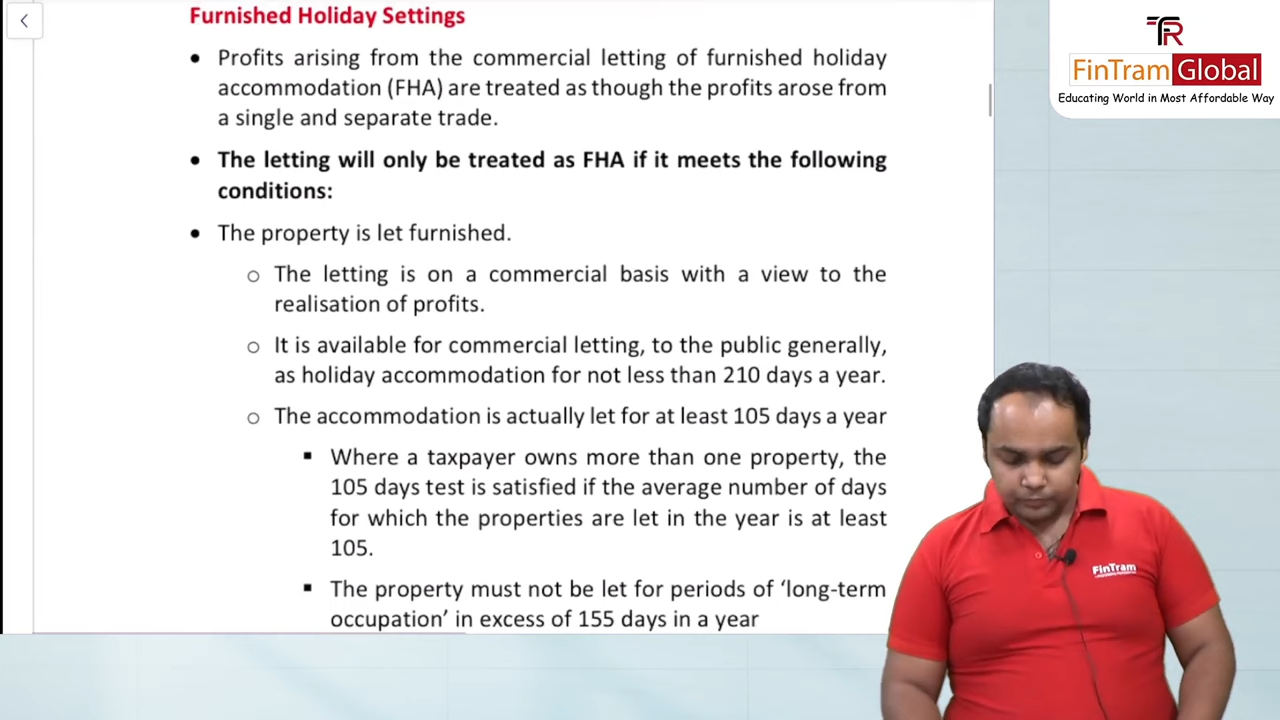 Furnished Holiday Settings
• Profits arising from the commercial letting of furnished holiday
accommodation (FHA) are treated as though the profits arose from
a single and separate trade.
• The letting will only be treated as FHA if it meets the following
conditions:
• The property is let furnished.
o The letting is on a commercial basis with a view to the
realisation of profits.
o It is available for commercial letting, to the public generally,
as holiday accommodation for not less than 210 days a year.
o The accommodation is actually let for at least 105 days a year
▪ Where a taxpayer owns more than one property, the
105 days test is satisfied if the average number of days
for which the properties are let in the year is at least
105.
▪ The property must not be let for periods of ‘long-term
occupation’ in excess of 155 days in a year
FinTram Global
Educating World in Most Affordable Way
FinTram